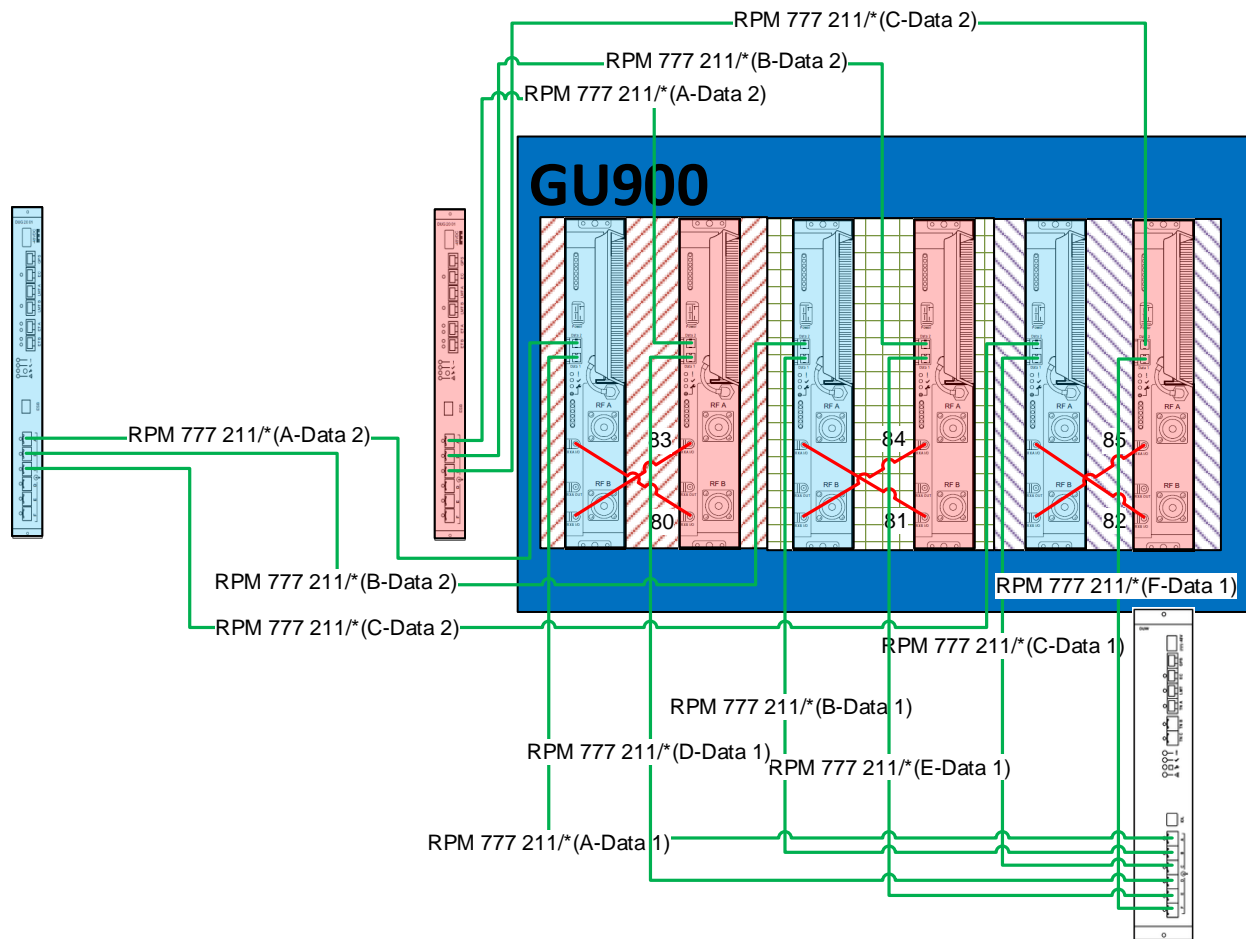 RPM 777 211/*(C-Data 2)
RPM 777 211/*(B-Data 2)
RPM 777 211/*(A-Data 2)
GU900
RF A
RF A
RF A
RF A
RF A
RF A
RPM 777 211/*(A-Data 2)
83
84
85
RF B
RF B
RF B
RF B
RF B
RF B
80
81
82
RPM 777 211/*(B-Data 2)
RPM 777 211/*(F-Data 1)
RPM 777 211/*(C-Data 2)
RPM 777 211/*(C-Data 1)
RPM 777 211/*(B-Data 1)
RPM 777 211/*(D-Data 1)
RPM 777 211/*(E-Data 1)
RPM 777 211/*(A-Data 1)